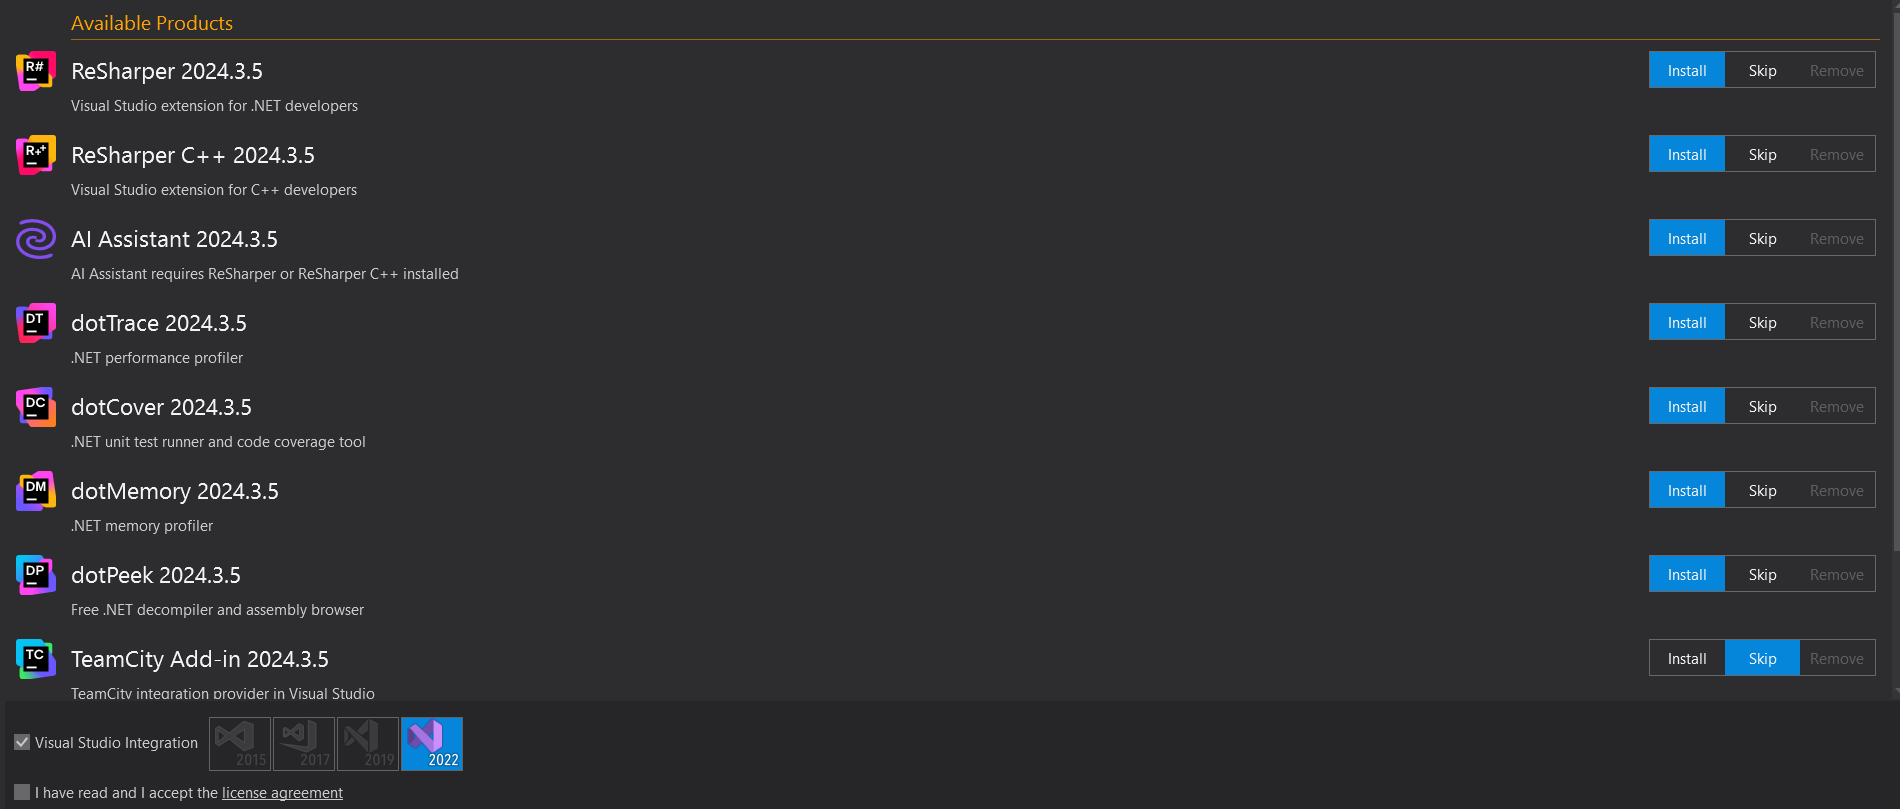 Available Products
R#
ReSharper 2024.3.5
Install Skip Remove
Visual Studio extension for .NET developers
R++
ReSharper C++ 2024.3.5
Install Skip Remove
Visual Studio extension for C++ developers
AI Assistant 2024.3.5
Install Skip Remove
AI Assistant requires ReSharper or ReSharper C++ installed
DT
dotTrace 2024.3.5
Install Skip Remove
.NET performance profiler
DC
dotCover 2024.3.5
Install Skip Remove
.NET unit test runner and code coverage tool
DM
dotMemory 2024.3.5
Install Skip Remove
.NET memory profiler
DP
dotPeek 2024.3.5
Install Skip Remove
Free .NET decompiler and assembly browser
TC
TeamCity Add-in 2024.3.5
Install Skip Remove
TeamCity integration provider in Visual Studio
Visual Studio Integration
2015 2017 2019 2022
I have read and I accept the license agreement